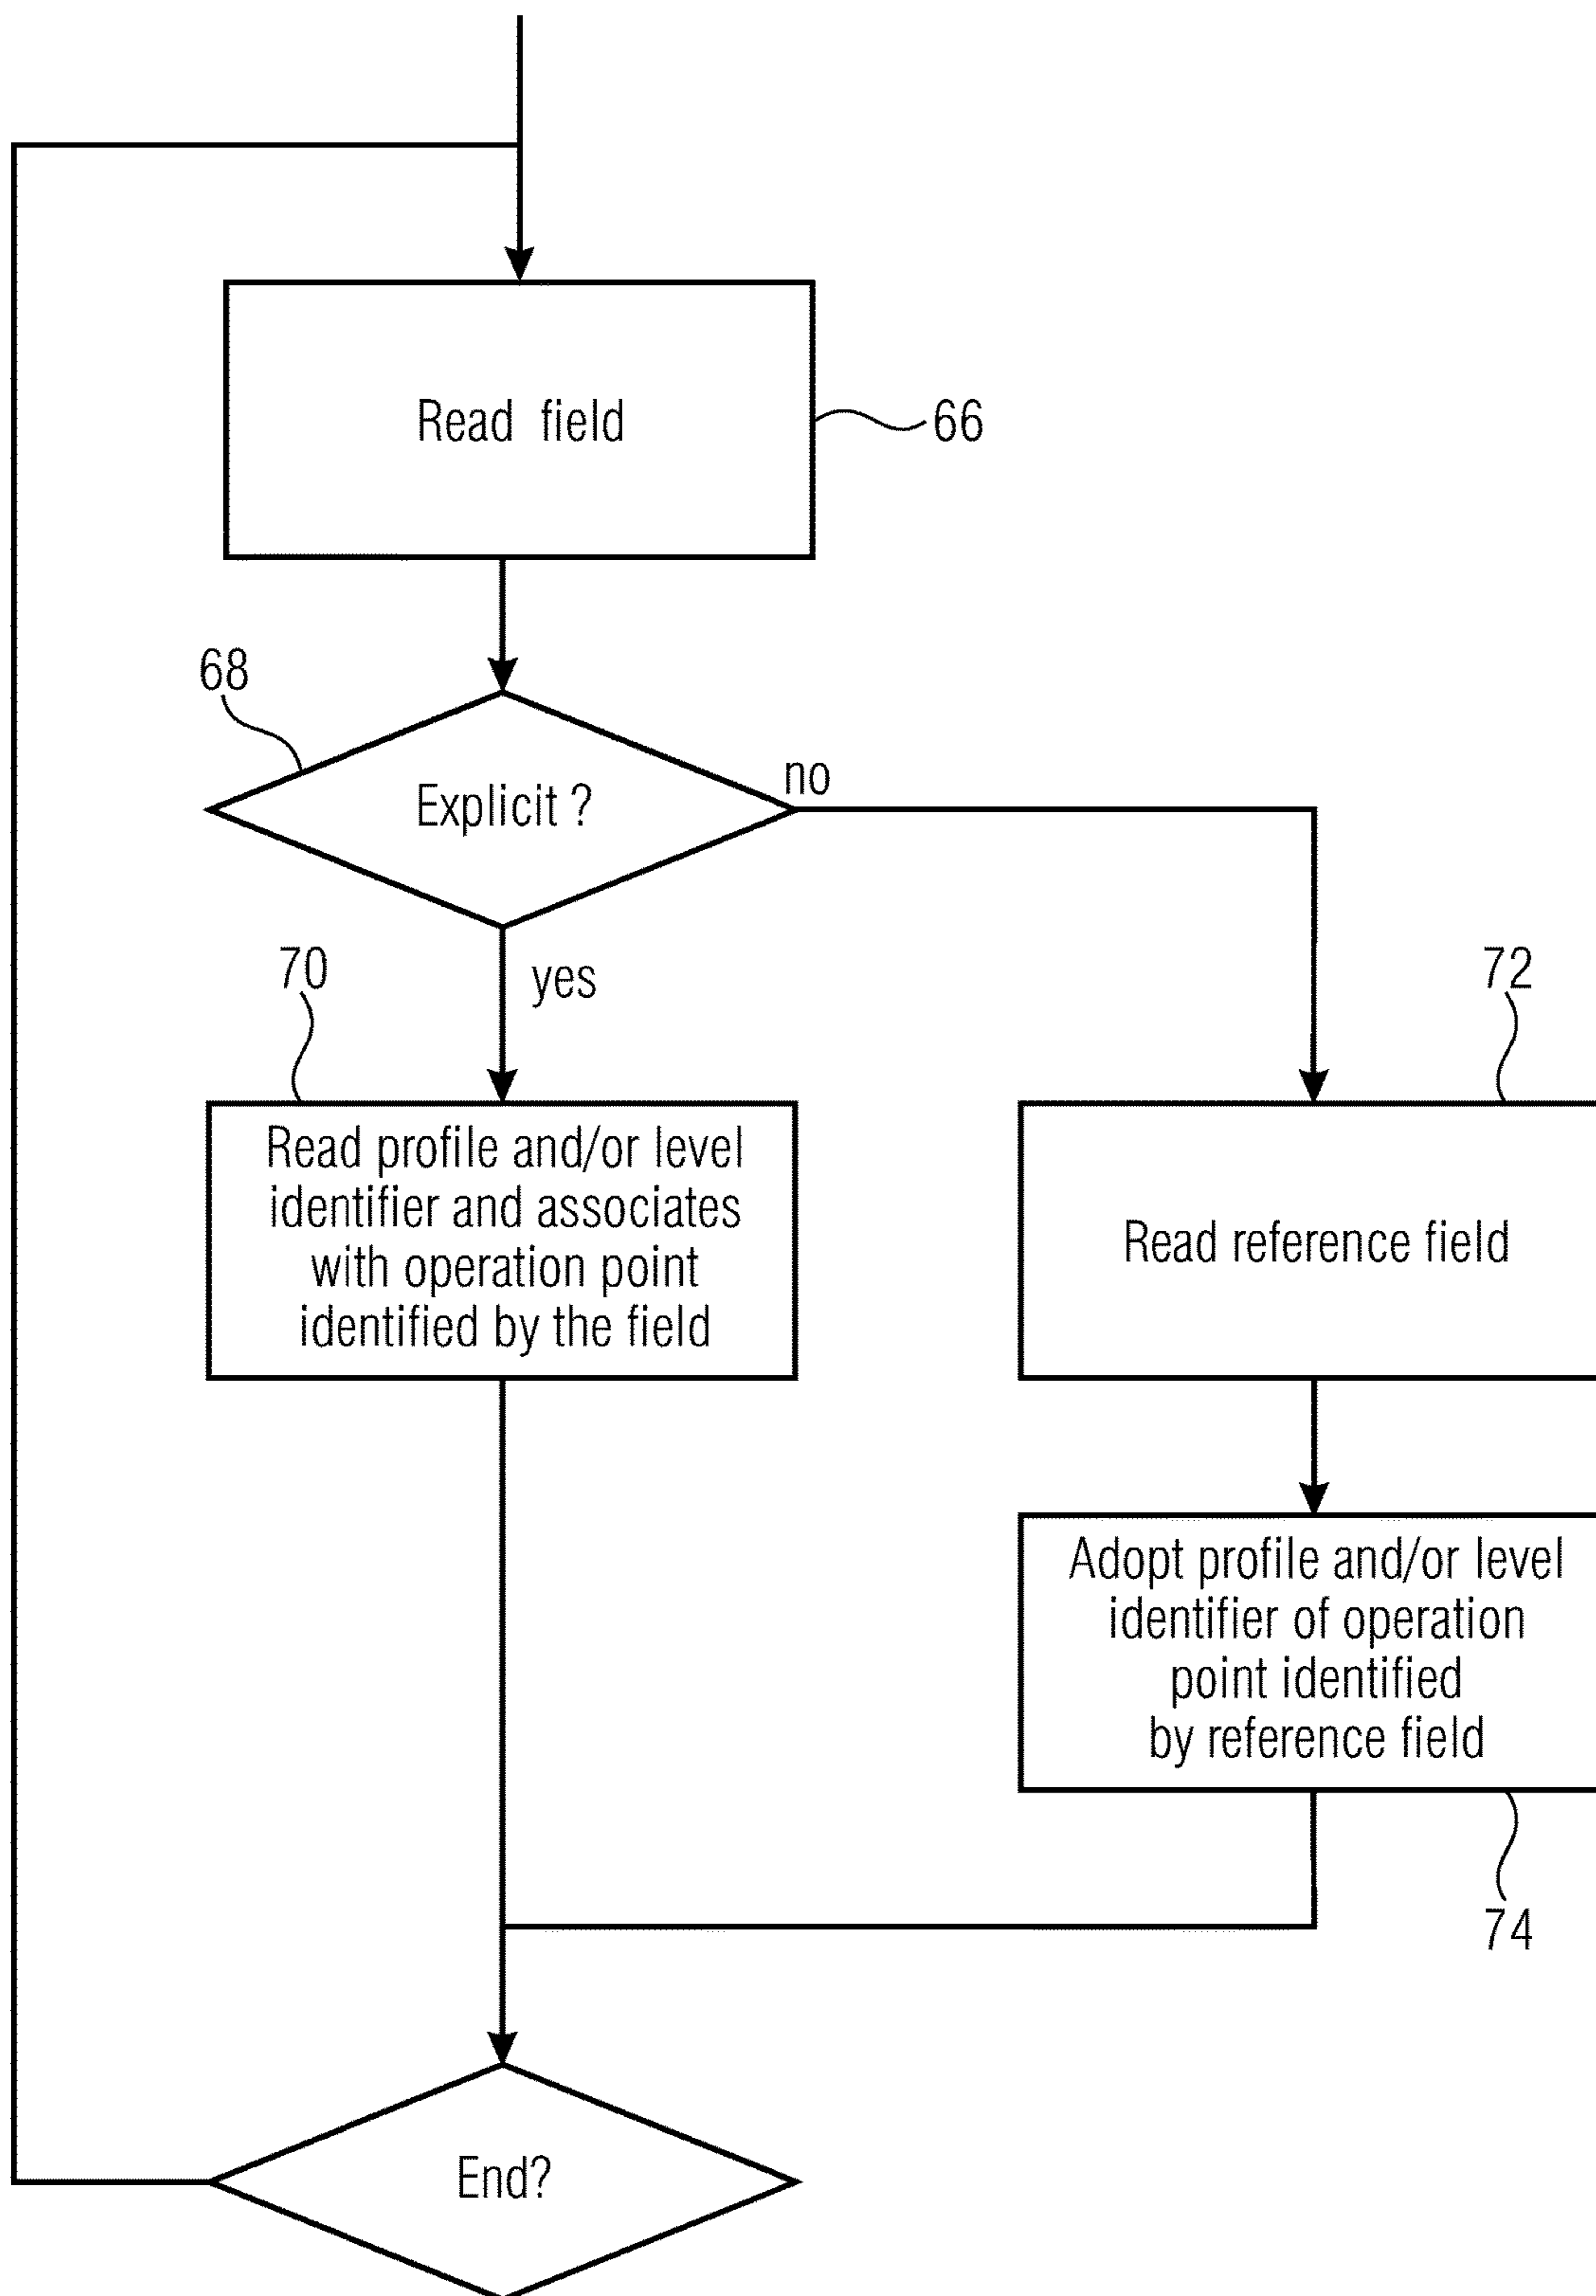 Read field
66
68
Explicit ?
no
yes
70
72
Read profile and/or level
identifier and associates
with operation point
identified by the field
Read reference field
Adopt profile and/or level
identifier of operation
point identified
by reference field
74
End?